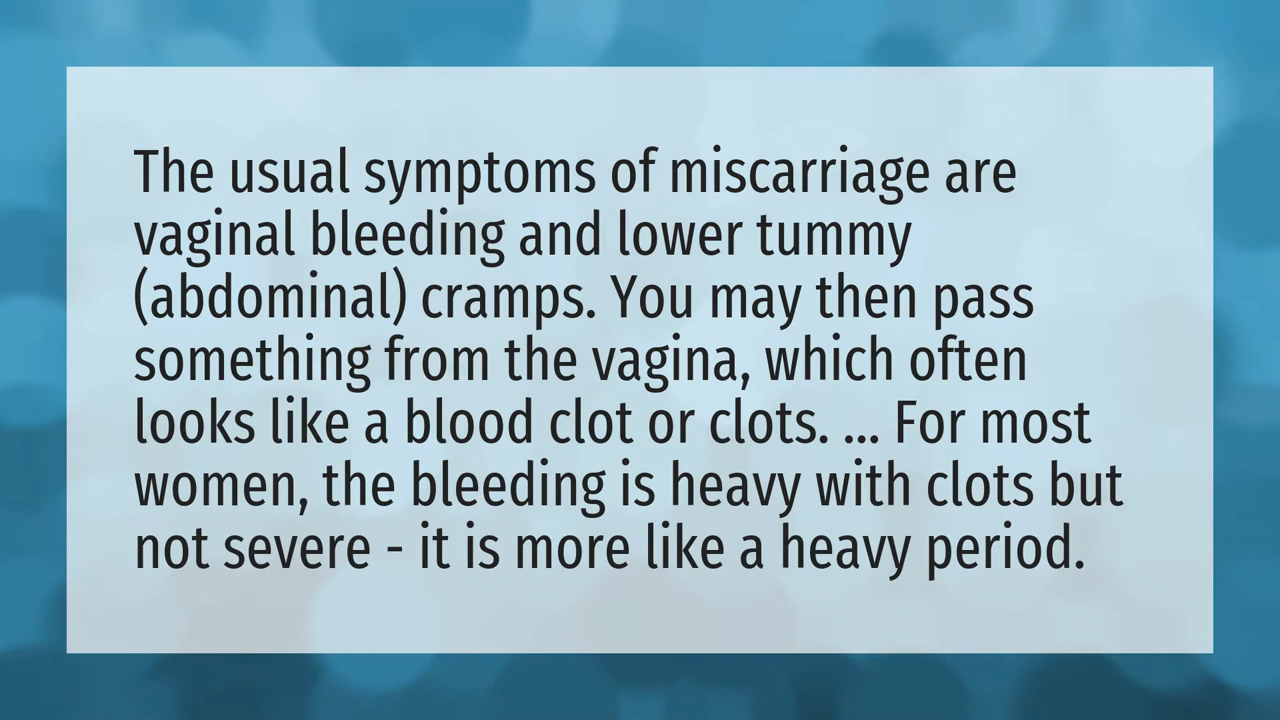 The usual symptoms of miscarriage are
vaginal bleeding and lower tummy
(abdominal) cramps. You may then pass
something from the vagina, which often
looks like a blood clot or clots. ... For most
women, the bleeding is heavy with clots but
not severe - it is more like a heavy period.